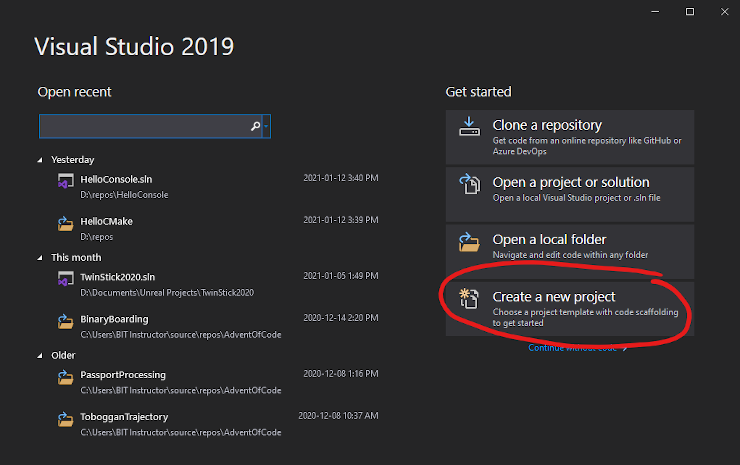 Visual Studio 2019
Open recent
Yesterday
HelloConsole.sln 2021-01-12 3:40 PM
D:\repos\HelloConsole
HelloCMake 2021-01-12 3:39 PM
D:\repos
This month
TwinStick2020.sln 2021-01-05 1:49 PM
D:\Documents\Unreal Projects\TwinStick2020
BinaryBoarding 2020-12-14 2:20 PM
C:\Users\BIT Instructor\source\repos\AdventOfCode
Older
PassportProcessing 2020-12-08 1:16 PM
C:\Users\BIT Instructor\source\repos\AdventOfCode
TobogganTrajectory 2020-12-08 10:37 AM
C:\Users\BIT Instructor\source\repos\AdventOfCode
Get started
Clone a repository
Get code from an online repository like GitHub or
Azure DevOps
Open a project or solution
Open a local Visual Studio project or .sln file
Open a local folder
Navigate and edit code within any folder
Create a new project
Choose a project template with code scaffolding
to get started
Continue without code